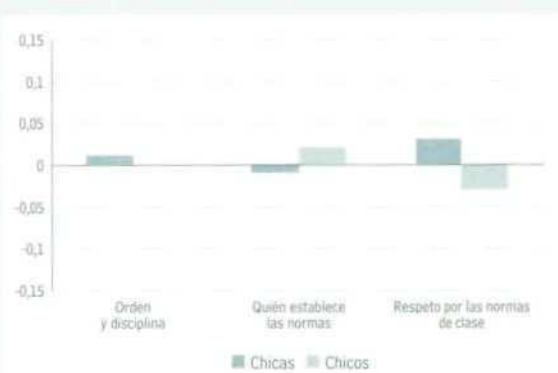 0,15
0,1
0,05
0
-0,05
-0,1
-0,15
Orden
y disciplina
Quién establece
las normas
Respeto por las normas
de clase
Chicas
Chicos